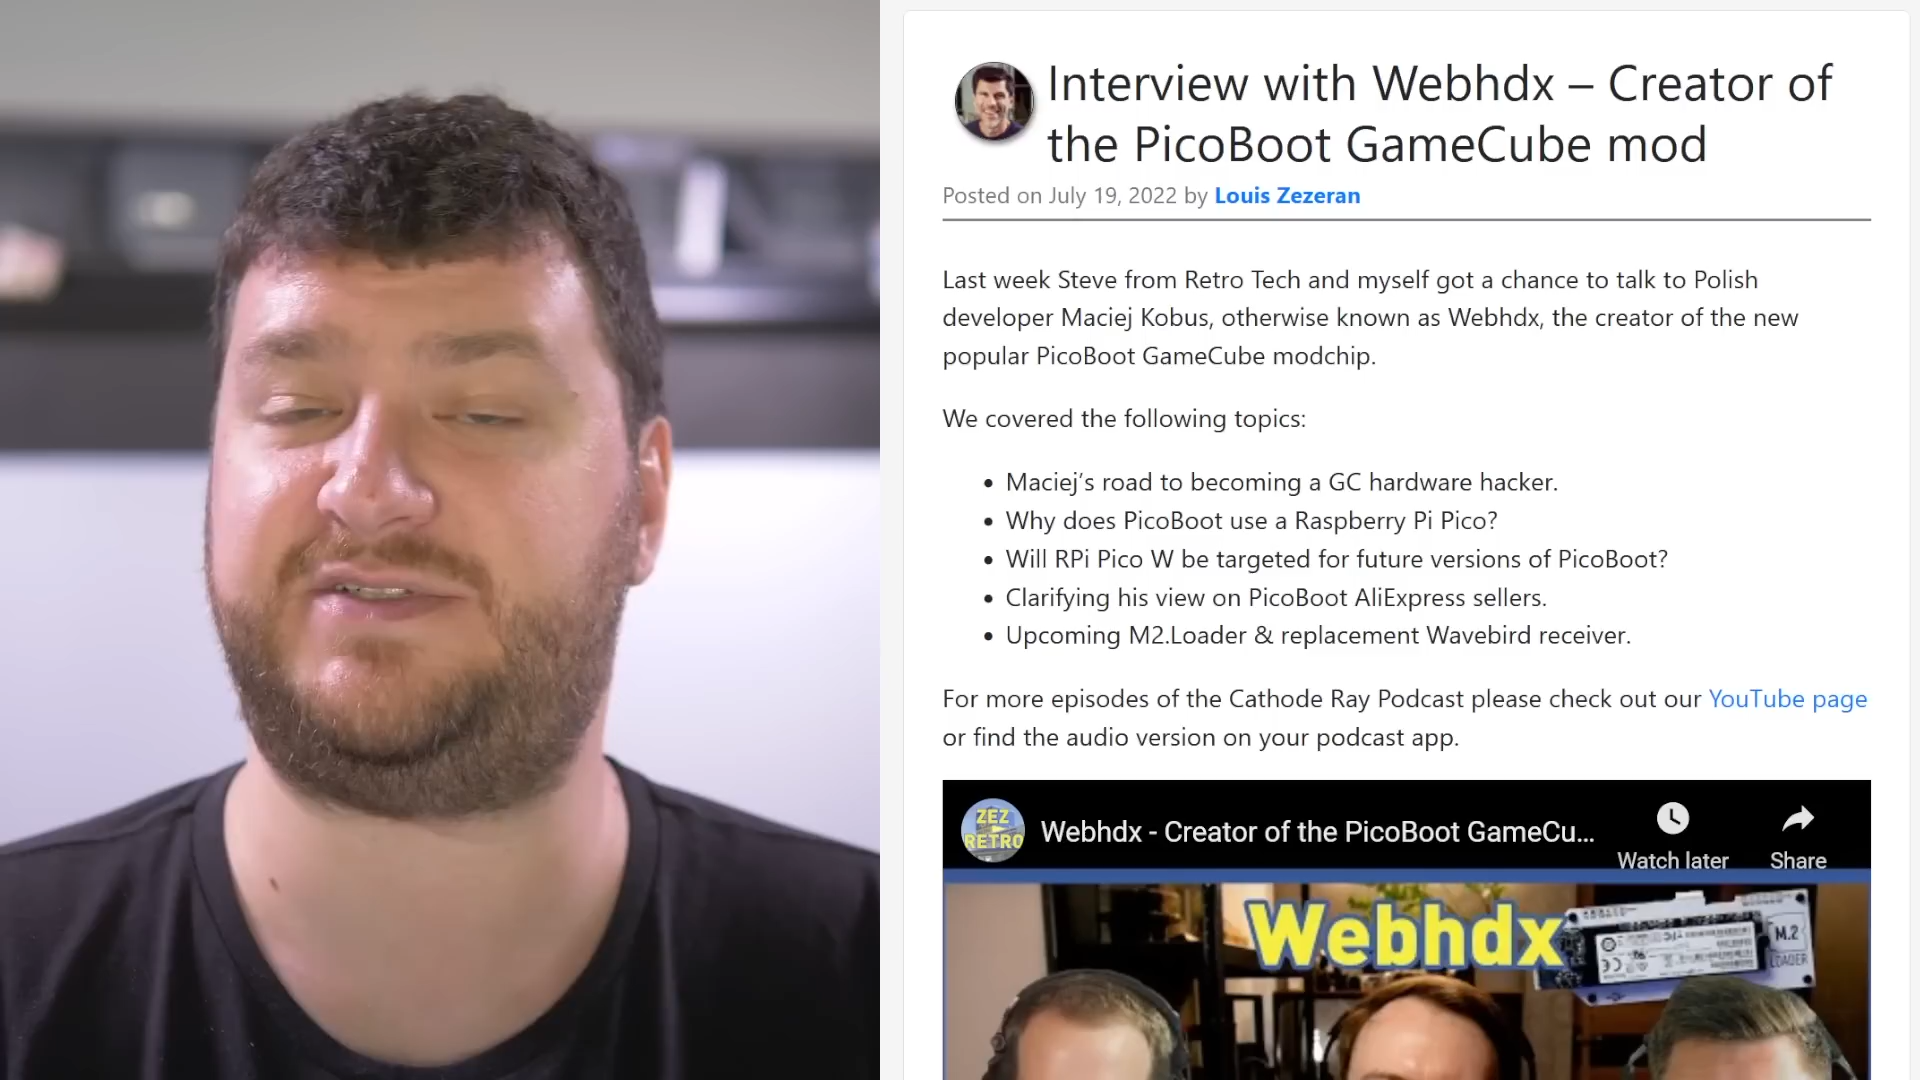 Interview with Webhdx – Creator of
the PicoBoot GameCube mod
Posted on July 19, 2022 by Louis Zezeran
Last week Steve from Retro Tech and myself got a chance to talk to Polish
developer Maciej Kobus, otherwise known as Webhdx, the creator of the new
popular PicoBoot GameCube modchip.
We covered the following topics:
• Maciej’s road to becoming a GC hardware hacker.
• Why does PicoBoot use a Raspberry Pi Pico?
• Will RPi Pico W be targeted for future versions of PicoBoot?
• Clarifying his view on PicoBoot AliExpress sellers.
• Upcoming M2.Loader & replacement Wavebird receiver.
For more episodes of the Cathode Ray Podcast please check out our YouTube page
or find the audio version on your podcast app.
ZEZ
RETRO
Webhdx - Creator of the PicoBoot GameCu...
Watch later
Share
Webhdx
M.2
LOADER